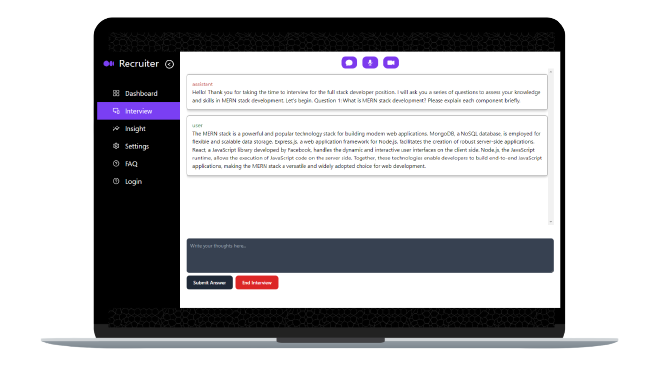 Recruiter
Dashboard
Interview
Insight
Settings
FAQ
Login
assistant
Hello! Thank you for taking the time to interview for the full stack developer position. I will ask you a series of questions to assess your knowledge
and skills in MERN stack development. Let's begin. Question 1: What is MERN stack development? Please explain each component briefly.
user
The MERN stack is a powerful and popular technology stack for building modern web applications. MongoDB, a NoSQL database, is employed for
flexible and scalable data storage. Express.js, a web application framework for Node.js, facilitates the creation of robust server-side applications.
React, a JavaScript library developed by Facebook, handles the dynamic and interactive user interfaces on the client side. Node.js, the JavaScript
runtime, allows the execution of JavaScript code on the server side. Together, these technologies enable developers to build end-to-end JavaScript
applications, making the MERN stack a versatile and widely adopted choice for web development.
Write your thoughts here...
Submit Answer
End Interview